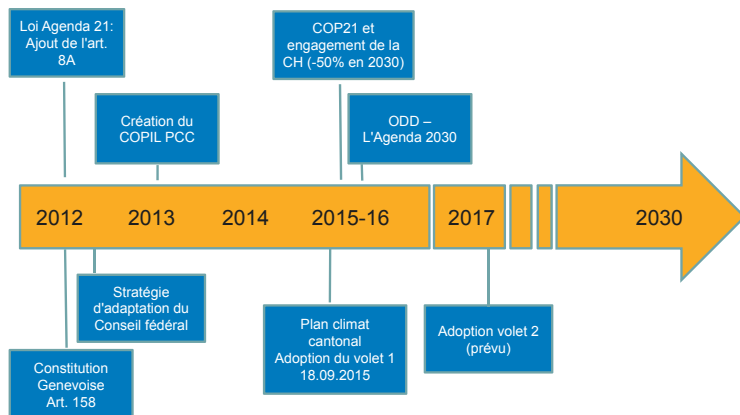 Loi Agenda 21:
Ajout de l'art.
8A
COP21 et
engagement de la
CH (-50% en 2030)
Création du
COPIL PCC
ODD –
L'Agenda 2030
2012
2013
2014
2015-16
2017
2030
Stratégie
d'adaptation du
Conseil fédéral
Constitution
Genevoise
Art. 158
Plan climat
cantonal
Adoption du volet 1
18.09.2015
Adoption volet 2
(prévu)